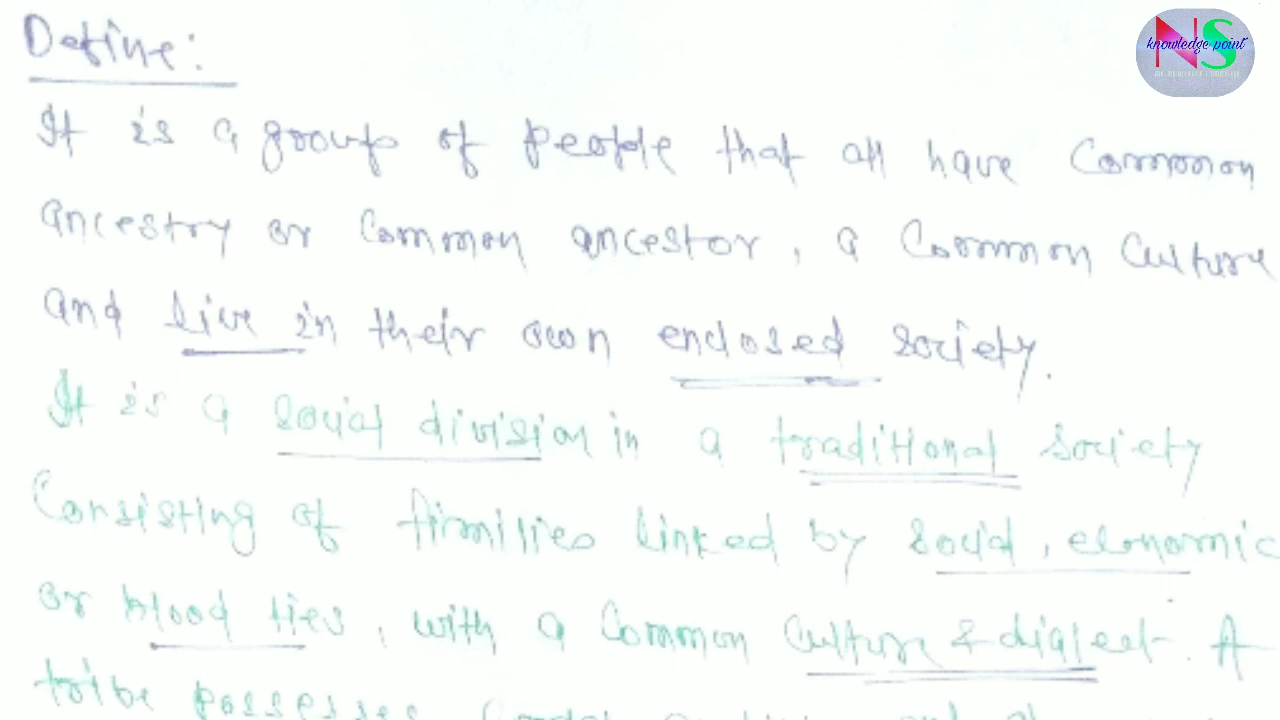 Define:
NS
knowledge point
It is a group of people that all have common
ancestry or common ancestor, a common culture
and live in their own enclosed society.
It is a social division in a traditional society
consisting of families linked by social, economic
or blood ties, with a common culture & dialect. A
tribe possesses